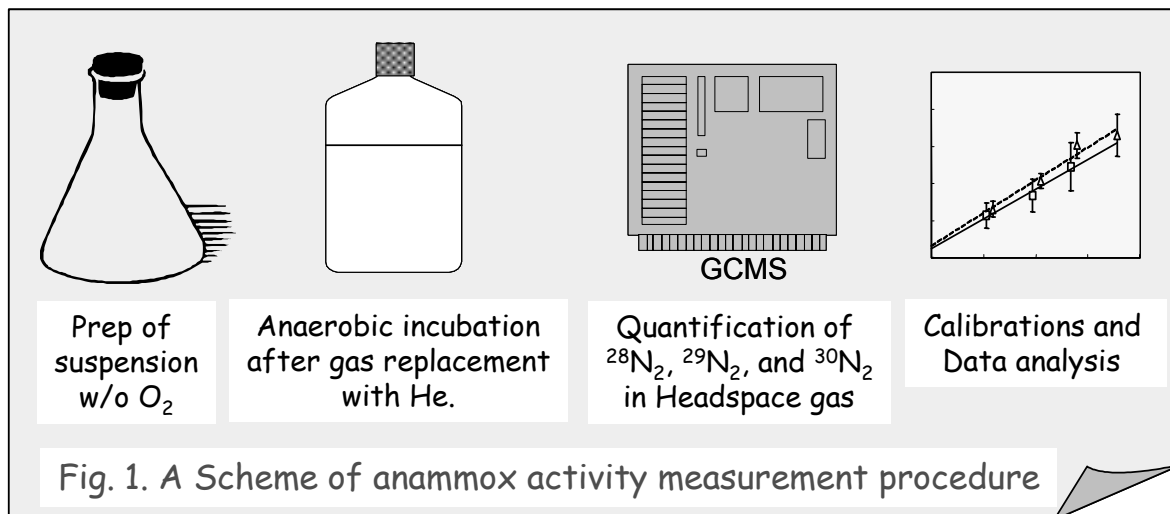 GCMS
Prep of
suspension
w/o O₂
Anaerobic incubation
after gas replacement
with He.
Quantification of
²⁸N₂, ²⁹N₂, and ³⁰N₂
in Headspace gas
Calibrations and
Data analysis
Fig. 1. A Scheme of anammox activity measurement procedure